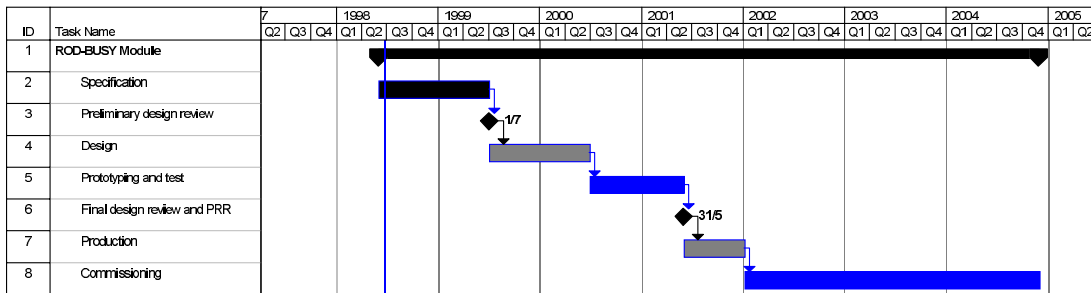 7 1998 1999 2000 2001 2002 2003 2004 2005
ID Task Name Q2 Q3 Q4 Q1 Q2 Q3 Q4 Q1 Q2 Q3 Q4 Q1 Q2 Q3 Q4 Q1 Q2 Q3 Q4 Q1 Q2 Q3 Q4 Q1 Q2 Q3 Q4 Q1 Q2 Q3 Q4 Q1 Q2
1 ROD-BUSY Module
2 Specification
3 Preliminary design review 1/7
4 Design
5 Prototyping and test
6 Final design review and PRR 31/5
7 Production
8 Commissioning